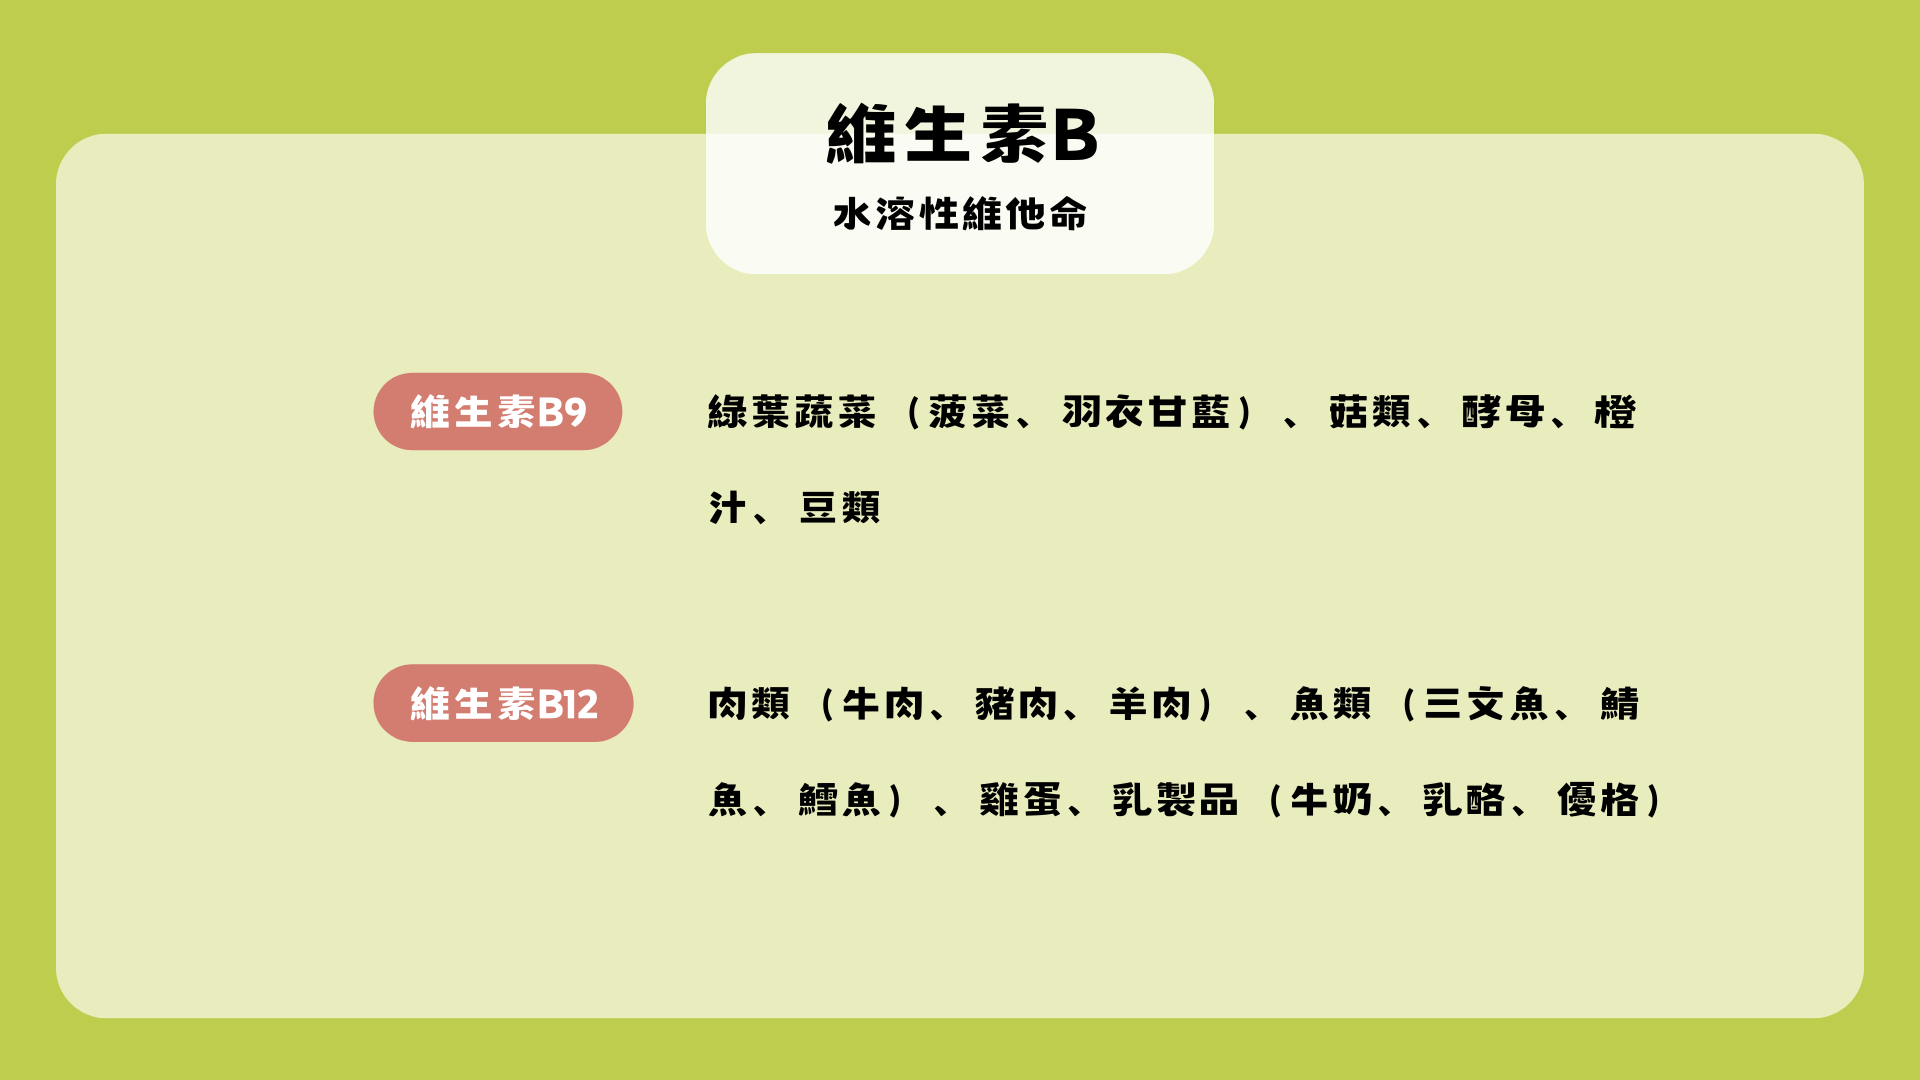 維生素B
水溶性維他命
維生素B9
綠葉蔬菜（菠菜、羽衣甘藍）、菇類、酵母、橙
汁、豆類
維生素B12
肉類（牛肉、豬肉、羊肉）、魚類（三文魚、鯖
魚、鱈魚）、雞蛋、乳製品（牛奶、乳酪、優格）